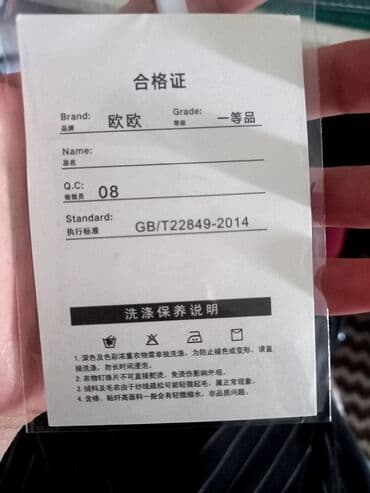 合格证
Brand: 欧欧 Grade: 一等品
品牌 等级
Name:
品名
Q.C: 08
检验员
Standard: GB/T22849-2014
执行标准
洗涤保养说明
1. 深色及色彩浓重衣物需单独洗涤，为防止褪色或变形，请直
接洗涤，勿长时间浸泡。
2. 衣物钉珠片不可直接熨烫，免烫伤影响外观。
3. 绒料及毛衣由于纱线疏松可能轻微起毛，属正常现象。
4. 含棉、粘纤高面料一般会有轻微缩水，非品质问题。